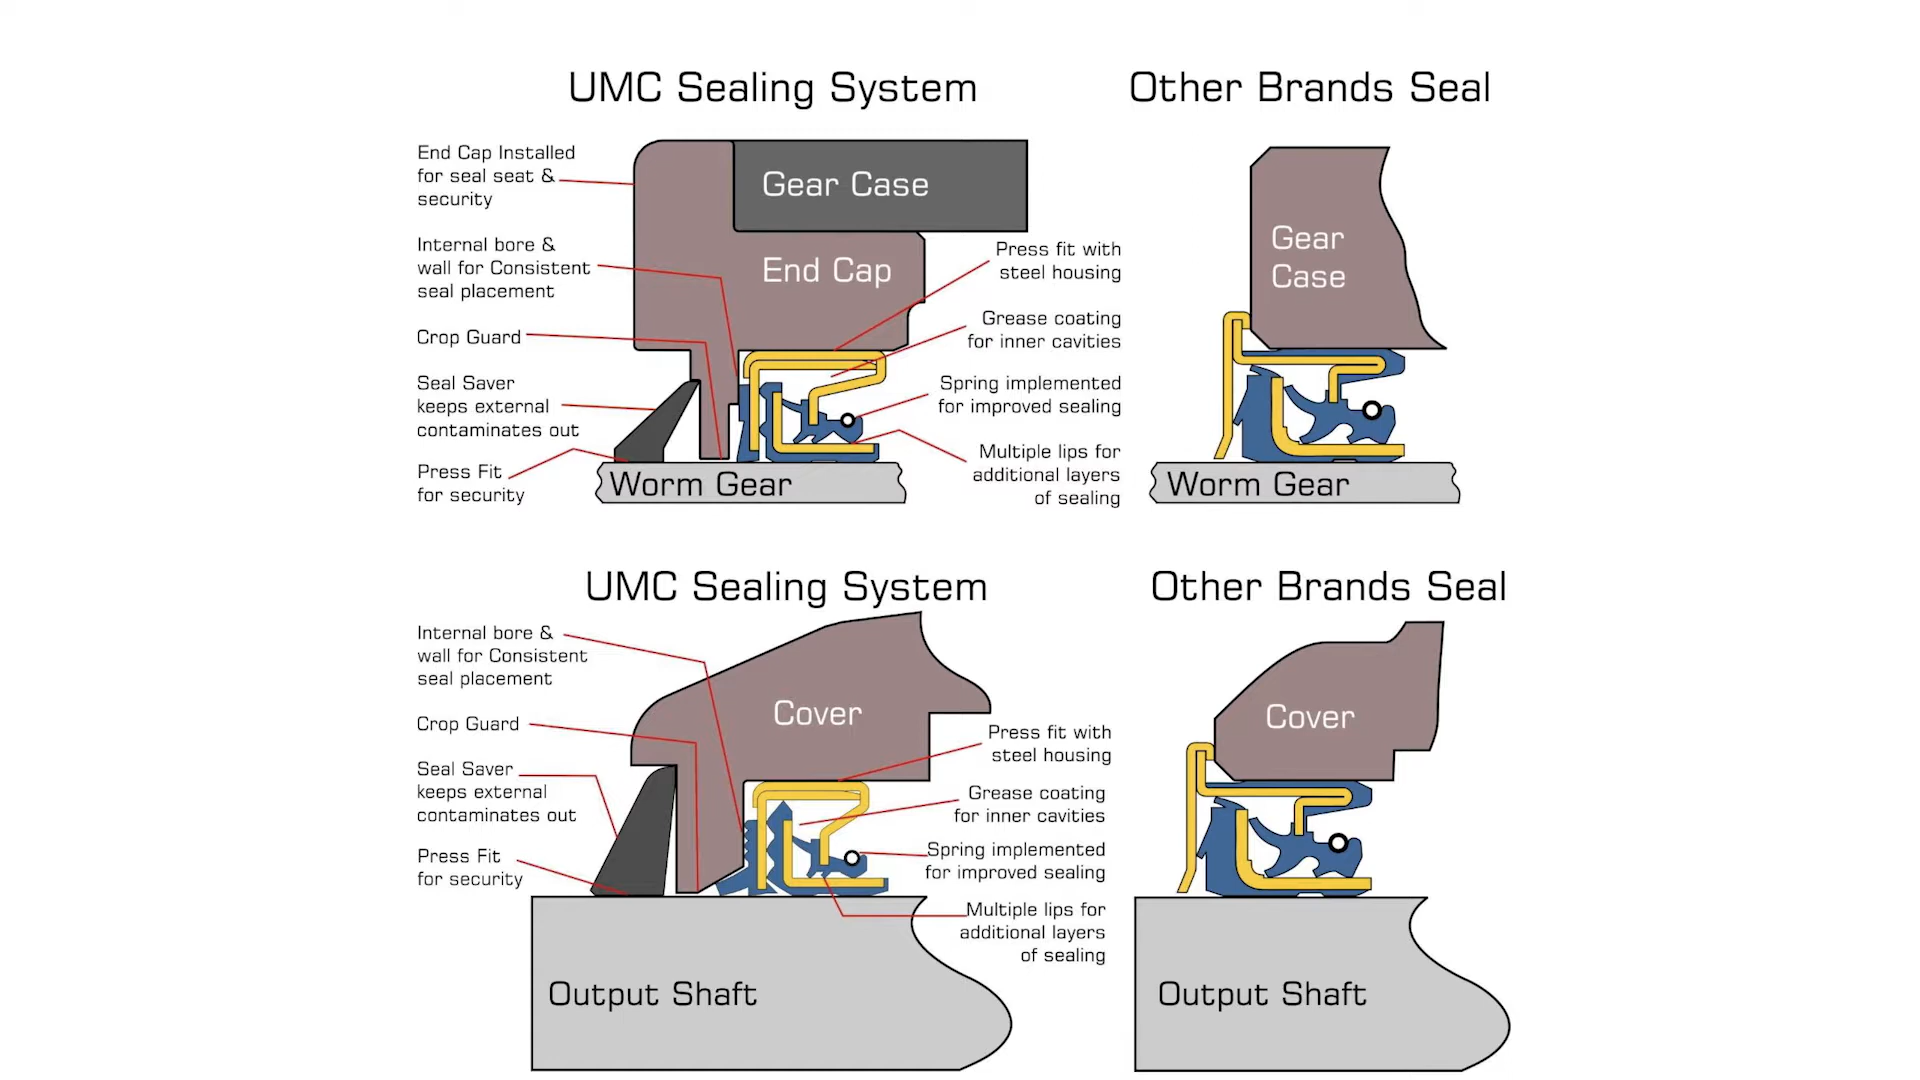 UMC Sealing System
Other Brands Seal
End Cap Installed
for seal seat &
security
Internal bore &
wall for Consistent
seal placement
Crop Guard
Seal Saver
keeps external
contaminates out
Press Fit
for security
Gear Case
End Cap
Press fit with
steel housing
Grease coating
for inner cavities
Spring implemented
for improved sealing
Multiple lips for
additional layers
of sealing
Worm Gear
Gear
Case
Worm Gear
UMC Sealing System
Other Brands Seal
Internal bore &
wall for Consistent
seal placement
Crop Guard
Seal Saver
keeps external
contaminates out
Press Fit
for security
Cover
Press fit with
steel housing
Grease coating
for inner cavities
Spring implemented
for improved sealing
Multiple lips for
additional layers
of sealing
Output Shaft
Cover
Output Shaft